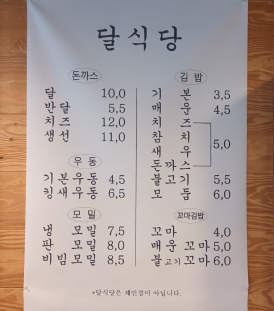 달식당
돈까스
달 10,0
반달 5,5
치즈 12,0
생선 11,0
우동
기본우동 4,5
킹새우동 6,5
모밀
냉 모밀 7,5
판 모밀 8,0
비빔모밀 8,5
김밥
기본 3,5
매운 4,5
치즈
참치
새우
돈까스
5,0
불고기 5,5
모듬 6,0
꼬마김밥
꼬마 4,0
매운꼬마 5,0
불고기꼬마 6,0
*달식당은 체인점이 아닙니다.